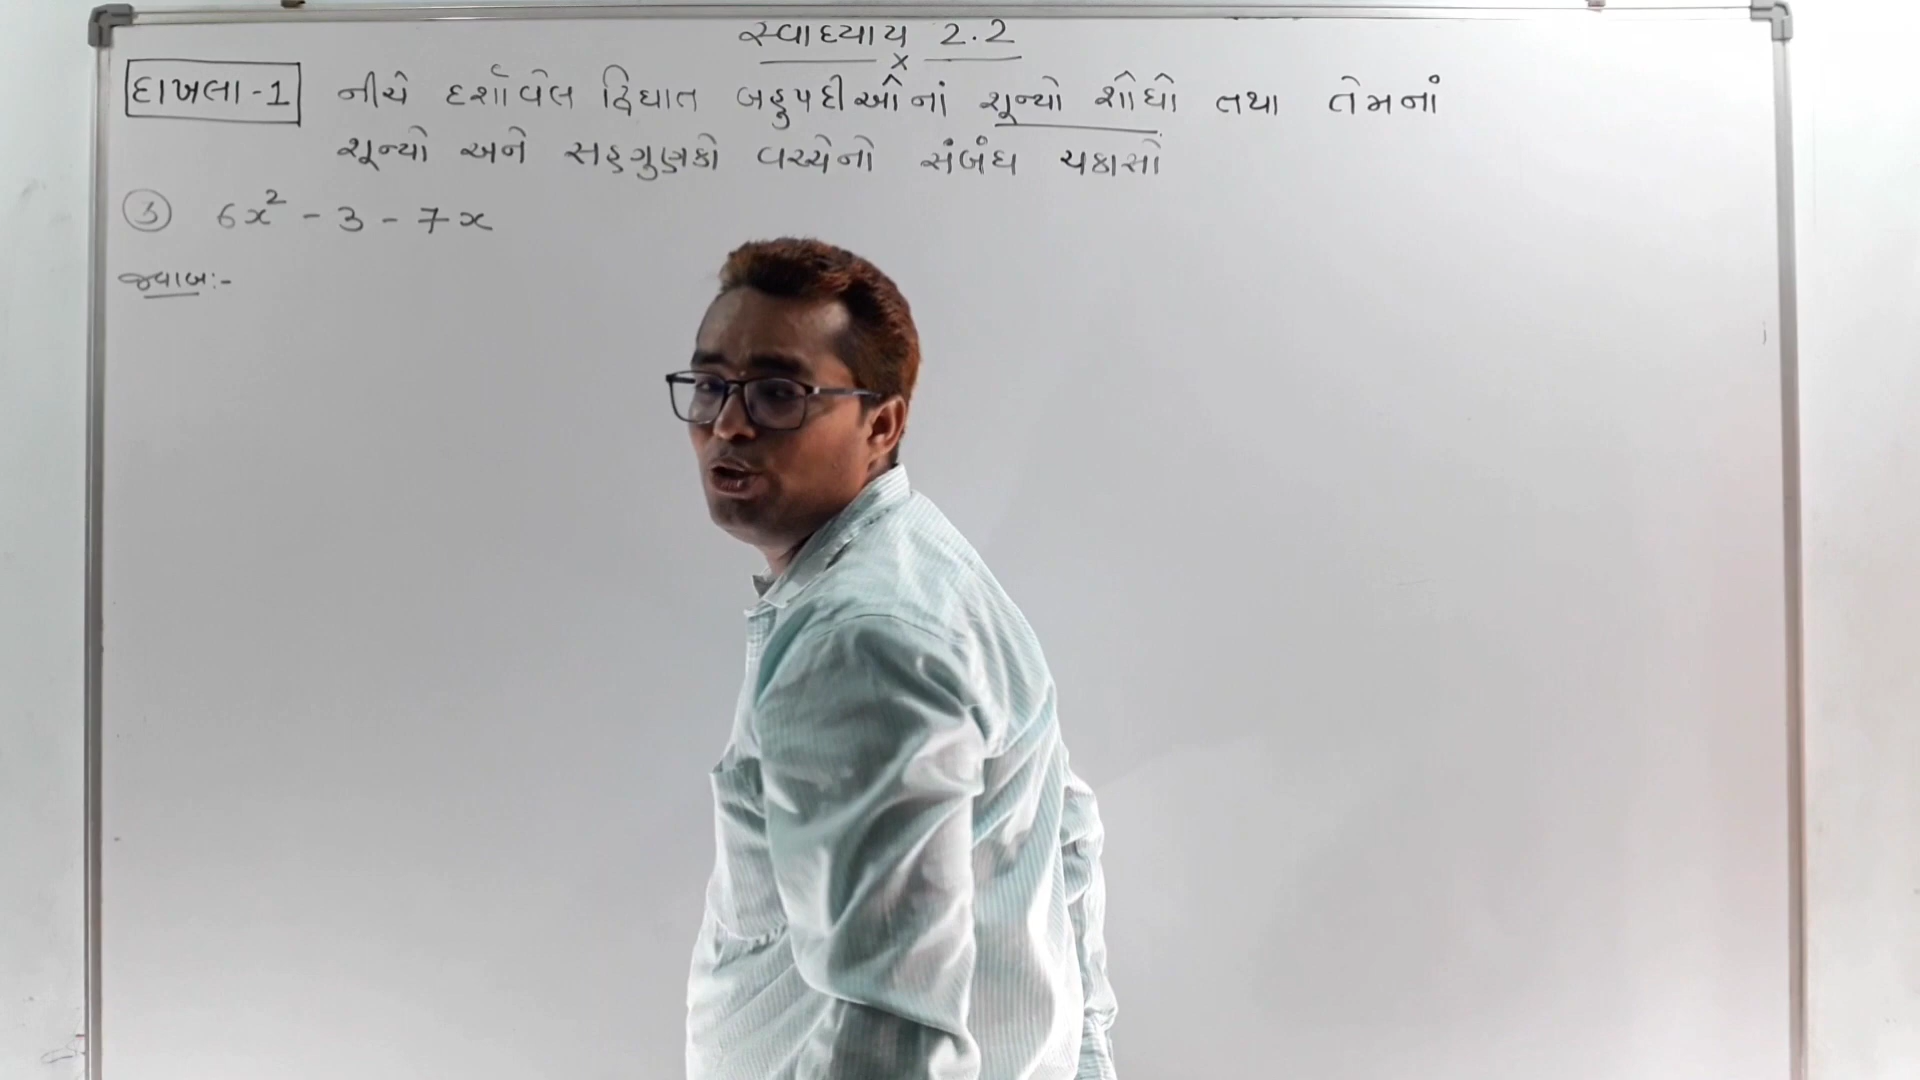 સ્વાધ્યાય 2.2
x
દાખલા-1 નીચે દર્શાવેલ દ્વિઘાત બહુપદીઓનાં શૂન્યો શોધો તથા તેમનાં
શૂન્યો અને સહગુણકો વચ્ચેનો સંબંધ ચકાસો
③ 6x² - 3 - 7x
જવાબ:-